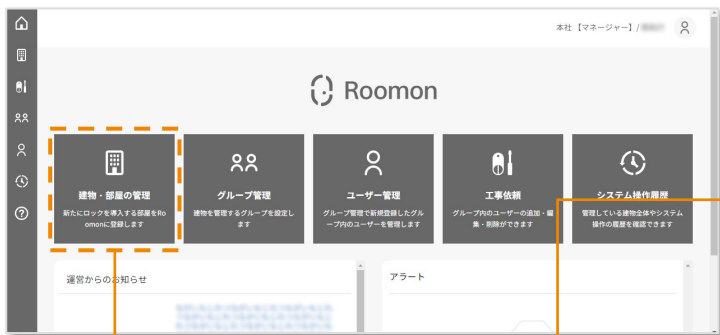 本社 【マネージャー】/
Roomon
建物・部屋の管理
新たにロックを導入する部屋をRo
omonに登録します
グループ管理
建物を管理するグループを設定し
ます
ユーザー管理
グループ管理で新規登録したグル
ープ内のユーザーを管理します
工事依頼
グループ内のユーザーの追加・編
集・削除ができます
システム操作履歴
管理している建物全体やシステム
操作の履歴を確認できます
運営からのお知らせ
アラート